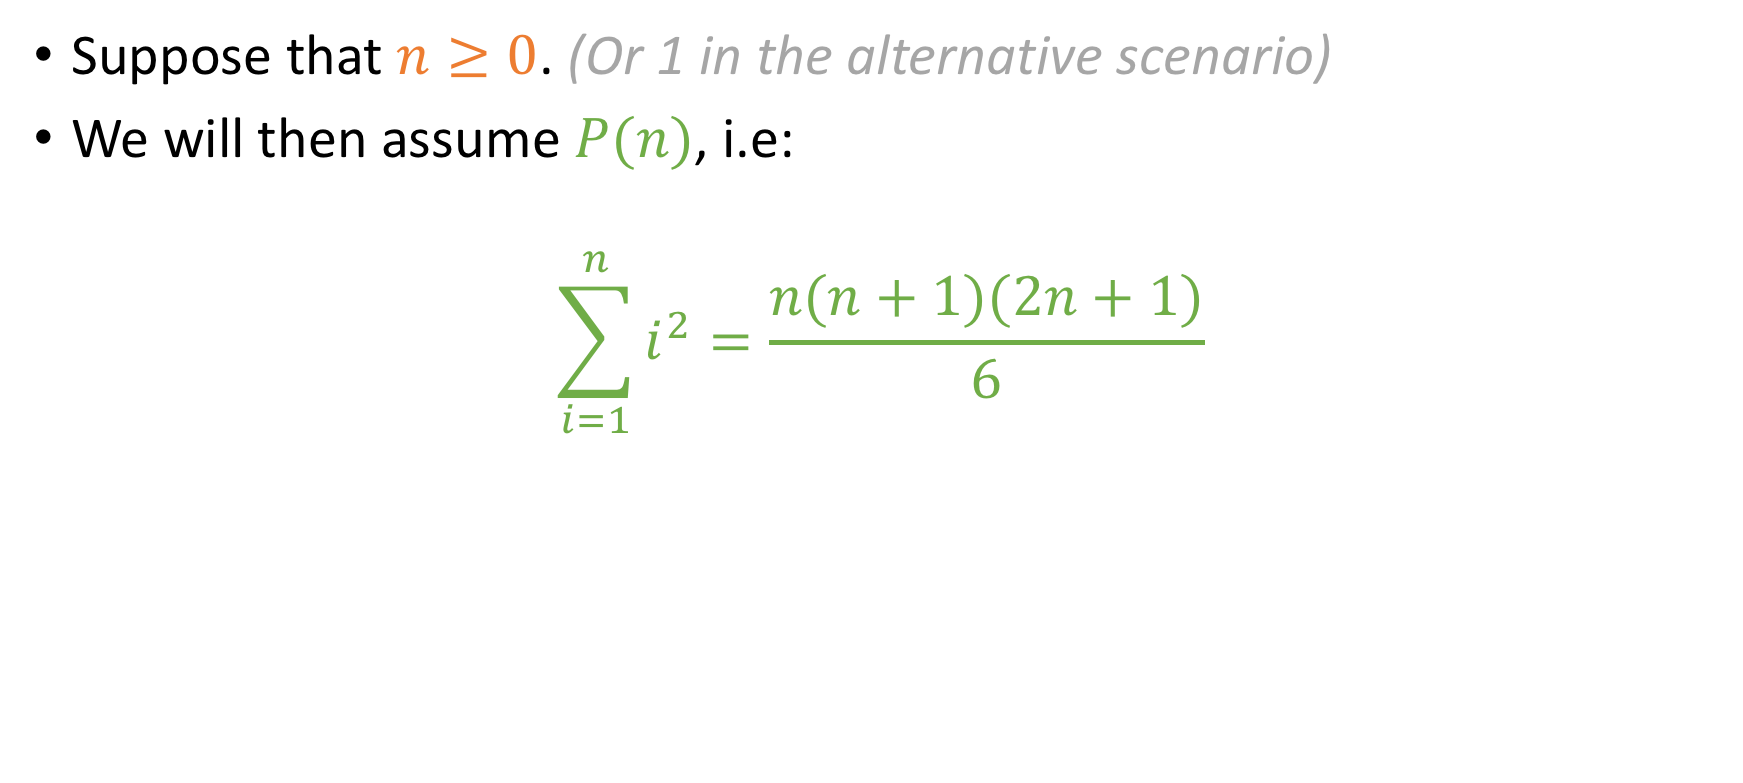 • Suppose that n ≥ 0. (Or 1 in the alternative scenario)
• We will then assume P(n), i.e:
n
∑ i² = n(n + 1)(2n + 1)
6
i=1